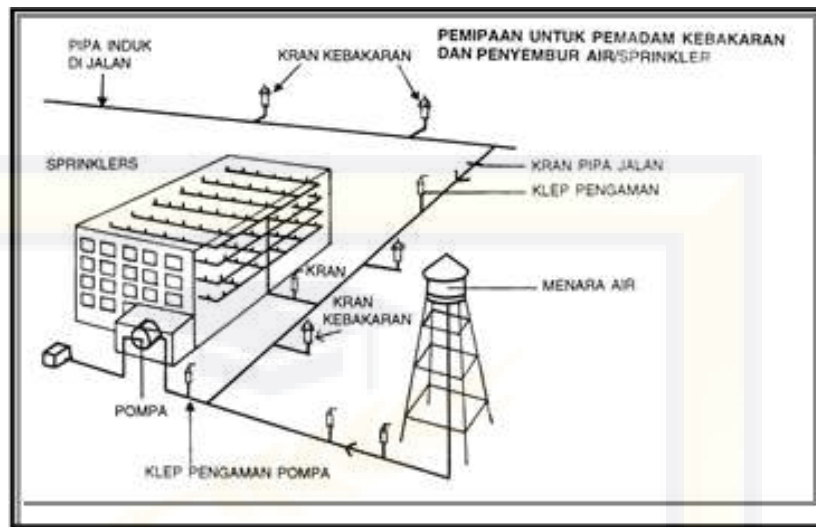 PEMIPAAN UNTUK PEMADAM KEBAKARAN
DAN PENYEMBUR AIR/SPRINKLER
PIPA INDUK
DI JALAN
KRAN KEBAKARAN
SPRINKLERS
KRAN PIPA JALAN
KLEP PENGAMAN
KRAN
KRAN
KEBAKARAN
MENARA AIR
POMPA
KLEP PENGAMAN POMPA